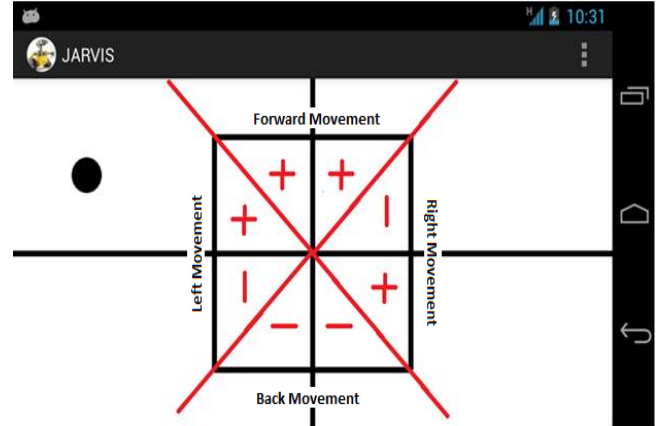 H 10:31
JARVIS
Forward Movement
+ +
+ |
Left Movement
Right Movement
| +
− −
Back Movement